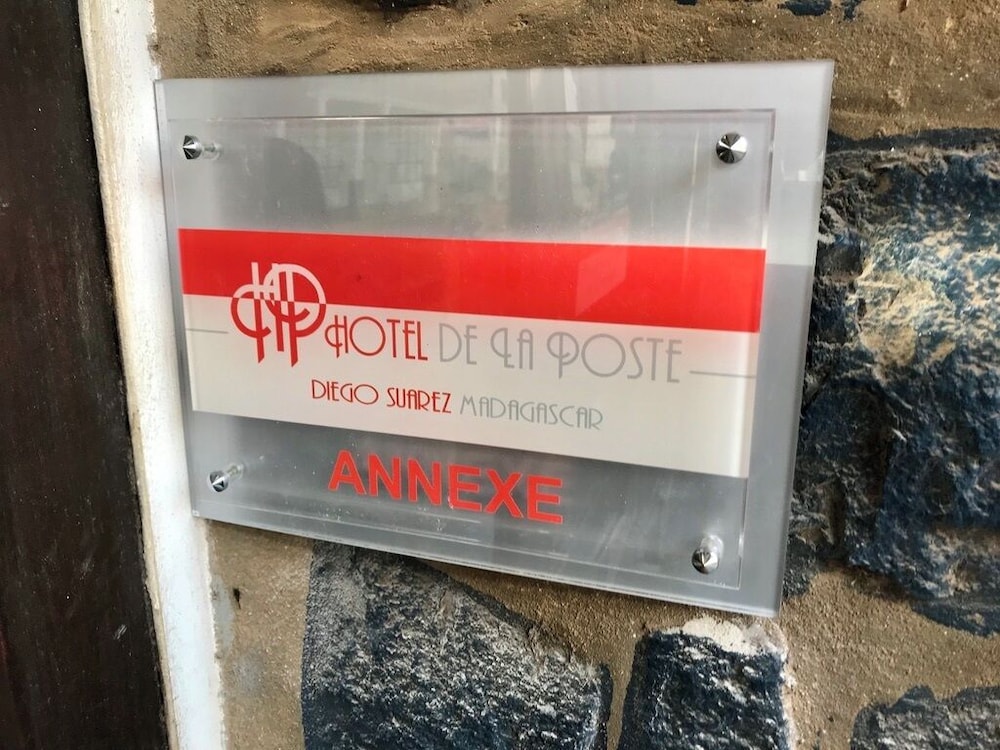 HOTEL DE LA POSTE
DIEGO SUAREZ MADAGASCAR
ANNEXE